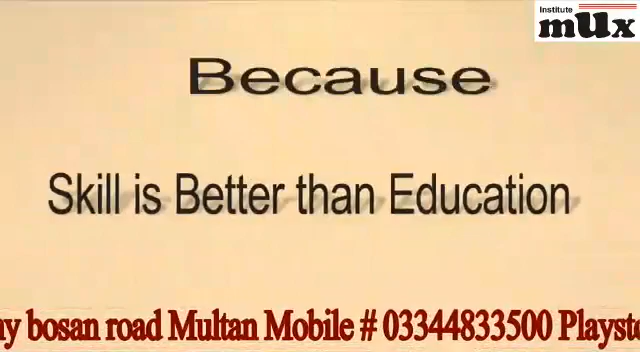 Institute
mUx
Because
Skill is Better than Education
bosan road Multan Mobile # 03344833500